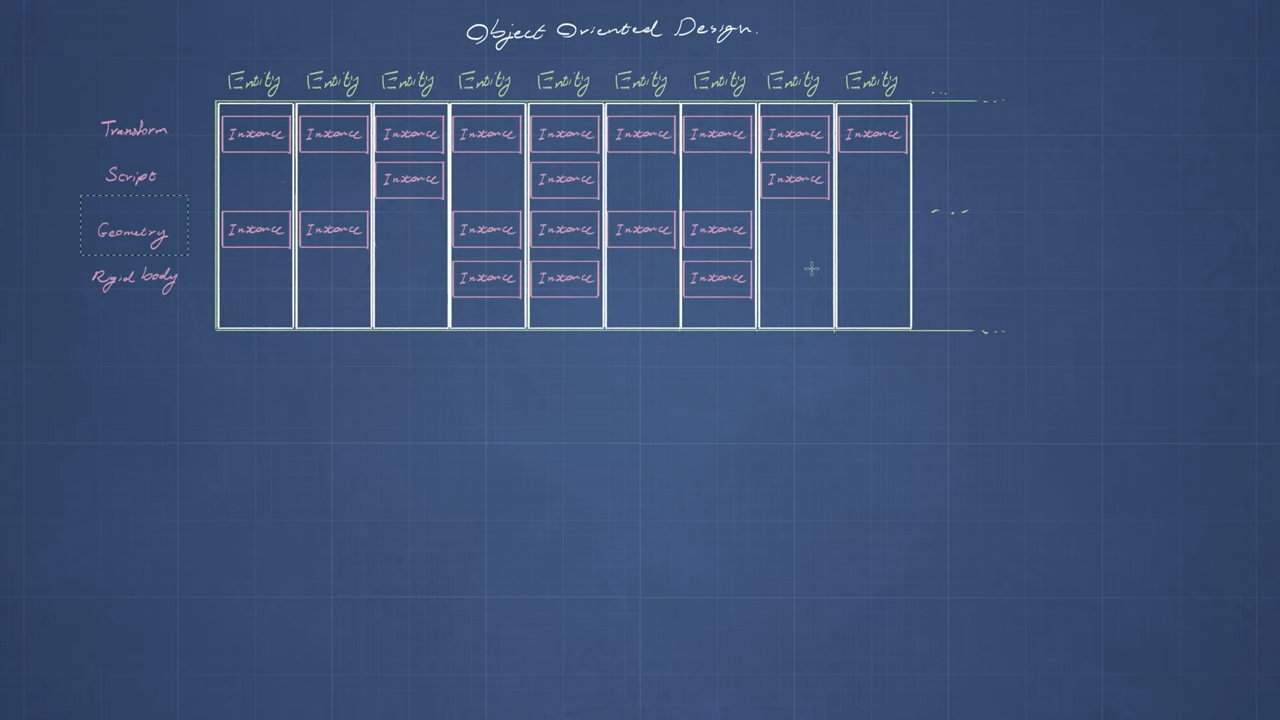 Object Oriented Design.
Entity Entity Entity Entity Entity Entity Entity Entity Entity ...
Transform Instance Instance Instance Instance Instance Instance Instance Instance Instance
Script Instance Instance Instance
Geometry Instance Instance Instance Instance Instance Instance
Rigid body Instance Instance Instance